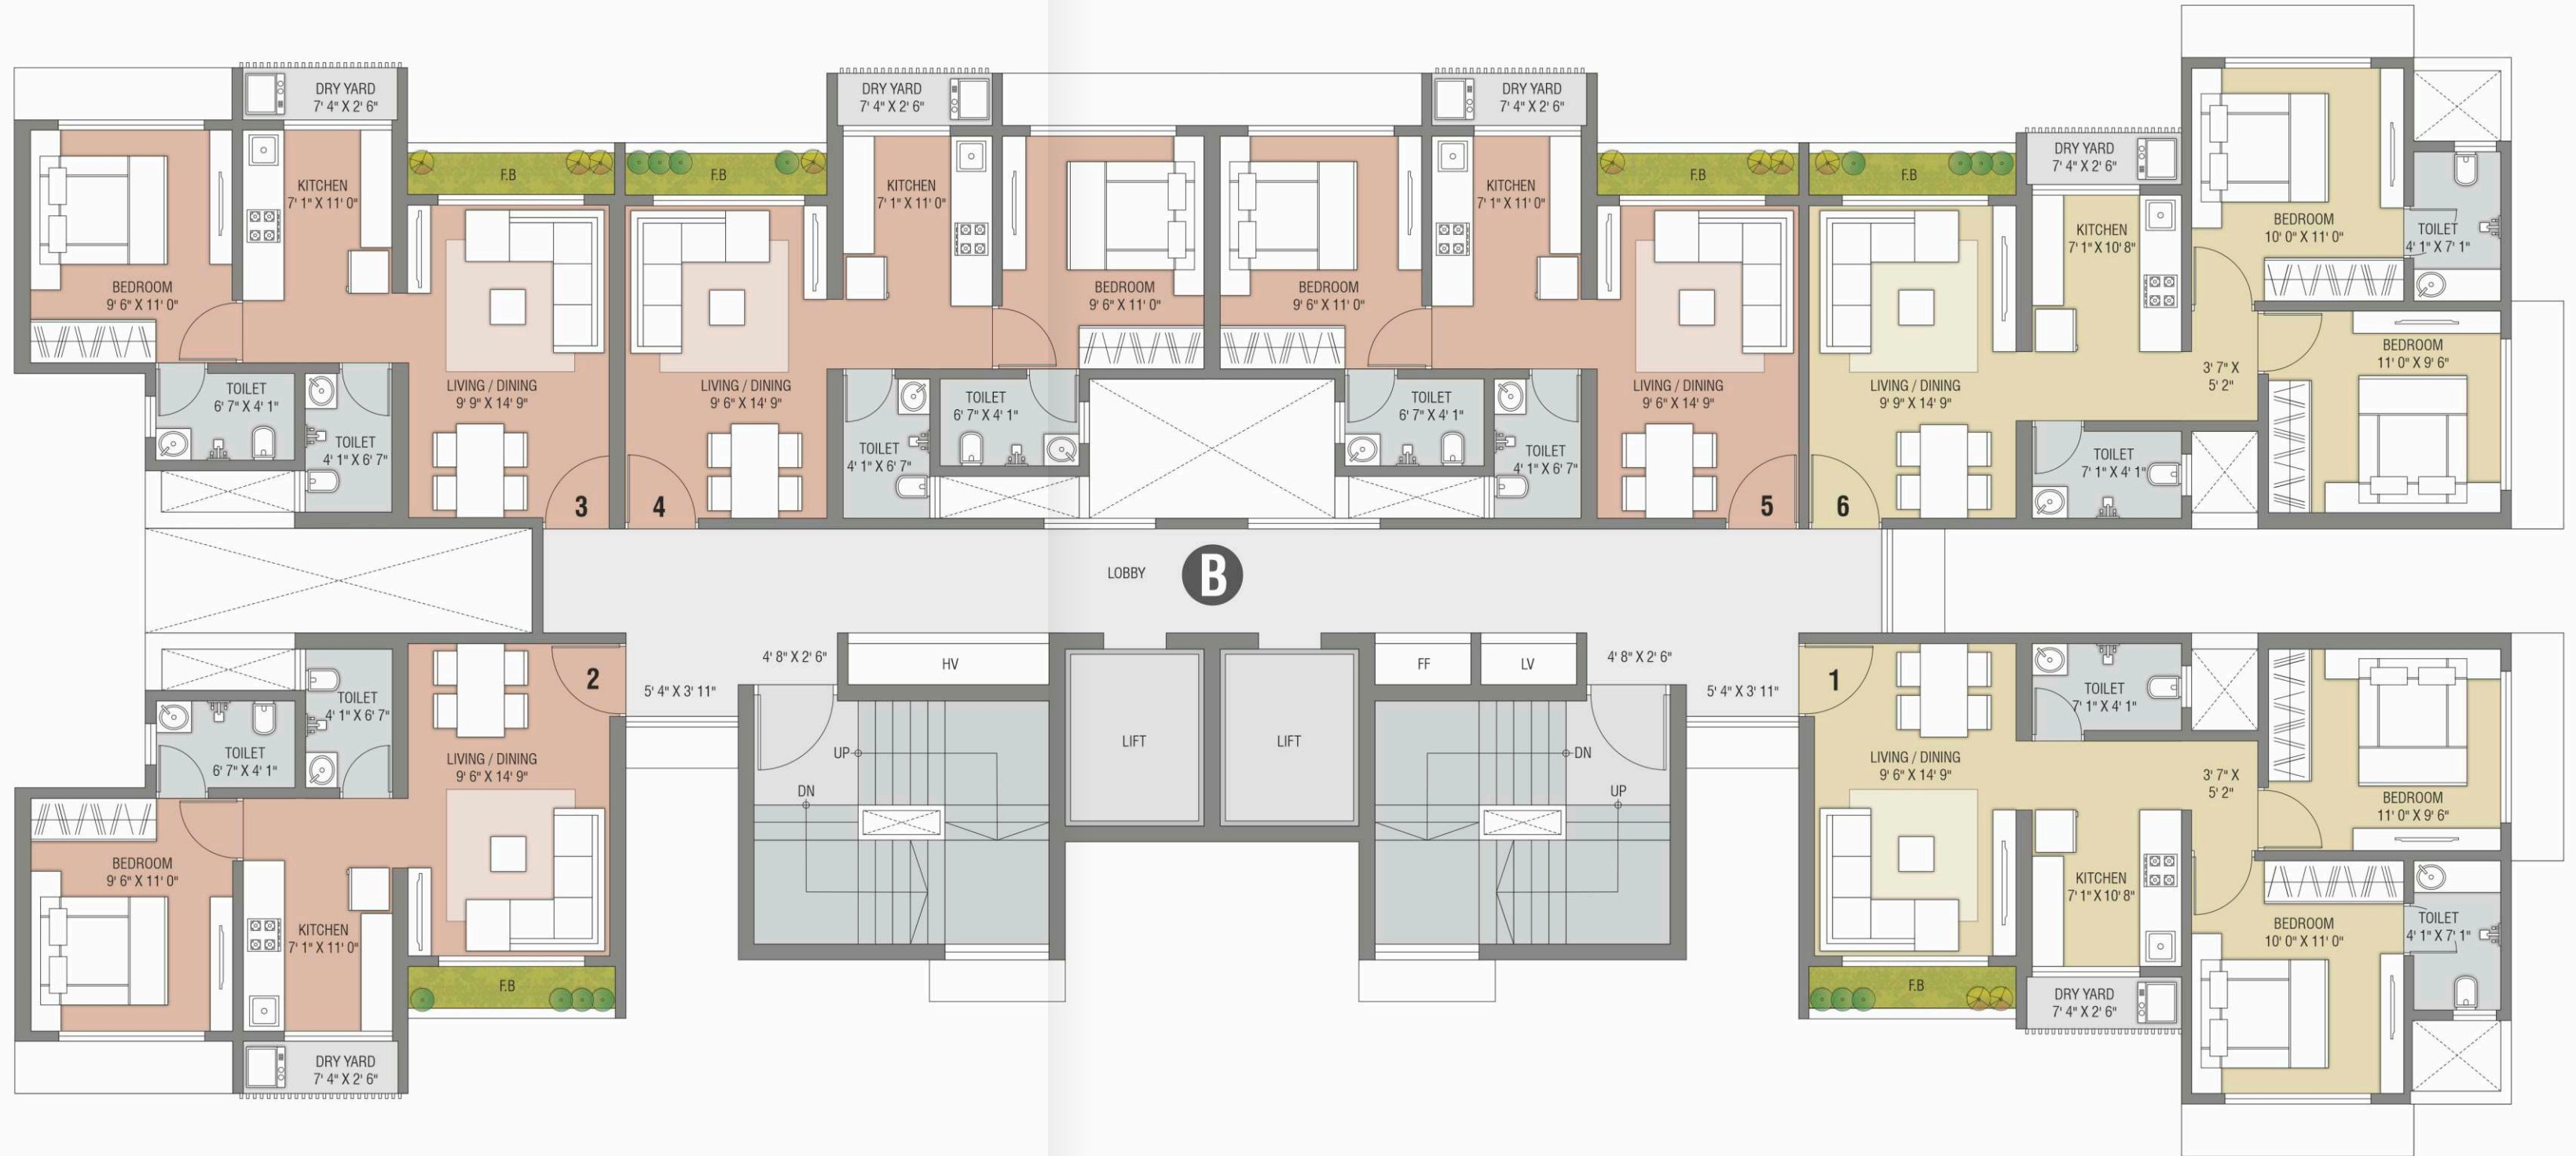 DRY YARD
7' 4" X 2' 6"
KITCHEN
7' 1" X 11' 0"
BEDROOM
9' 6" X 11' 0"
F.B
TOILET
6' 7" X 4' 1"
TOILET
4' 1" X 6' 7"
LIVING / DINING
9' 9" X 14' 9"
3
F.B
DRY YARD
7' 4" X 2' 6"
KITCHEN
7' 1" X 11' 0"
BEDROOM
9' 6" X 11' 0"
LIVING / DINING
9' 6" X 14' 9"
TOILET
4' 1" X 6' 7"
TOILET
6' 7" X 4' 1"
4
DRY YARD
7' 4" X 2' 6"
BEDROOM
9' 6" X 11' 0"
KITCHEN
7' 1" X 11' 0"
F.B
TOILET
6' 7" X 4' 1"
TOILET
4' 1" X 6' 7"
LIVING / DINING
9' 6" X 14' 9"
5
F.B
DRY YARD
7' 4" X 2' 6"
KITCHEN
7' 1" X 10' 8"
BEDROOM
10' 0" X 11' 0"
TOILET
4' 1" X 7' 1"
LIVING / DINING
9' 9" X 14' 9"
3' 7" X
5' 2"
BEDROOM
11' 0" X 9' 6"
TOILET
7' 1" X 4' 1"
6
LOBBY
B
2
5' 4" X 3' 11"
4' 8" X 2' 6"
HV
FF
LV
4' 8" X 2' 6"
5' 4" X 3' 11"
1
TOILET
4' 1" X 6' 7"
TOILET
6' 7" X 4' 1"
LIVING / DINING
9' 6" X 14' 9"
BEDROOM
9' 6" X 11' 0"
KITCHEN
7' 1" X 11' 0"
F.B
DRY YARD
7' 4" X 2' 6"
UP
DN
LIFT
LIFT
DN
UP
TOILET
7' 1" X 4' 1"
LIVING / DINING
9' 6" X 14' 9"
3' 7" X
5' 2"
BEDROOM
11' 0" X 9' 6"
KITCHEN
7' 1" X 10' 8"
BEDROOM
10' 0" X 11' 0"
TOILET
4' 1" X 7' 1"
F.B
DRY YARD
7' 4" X 2' 6"